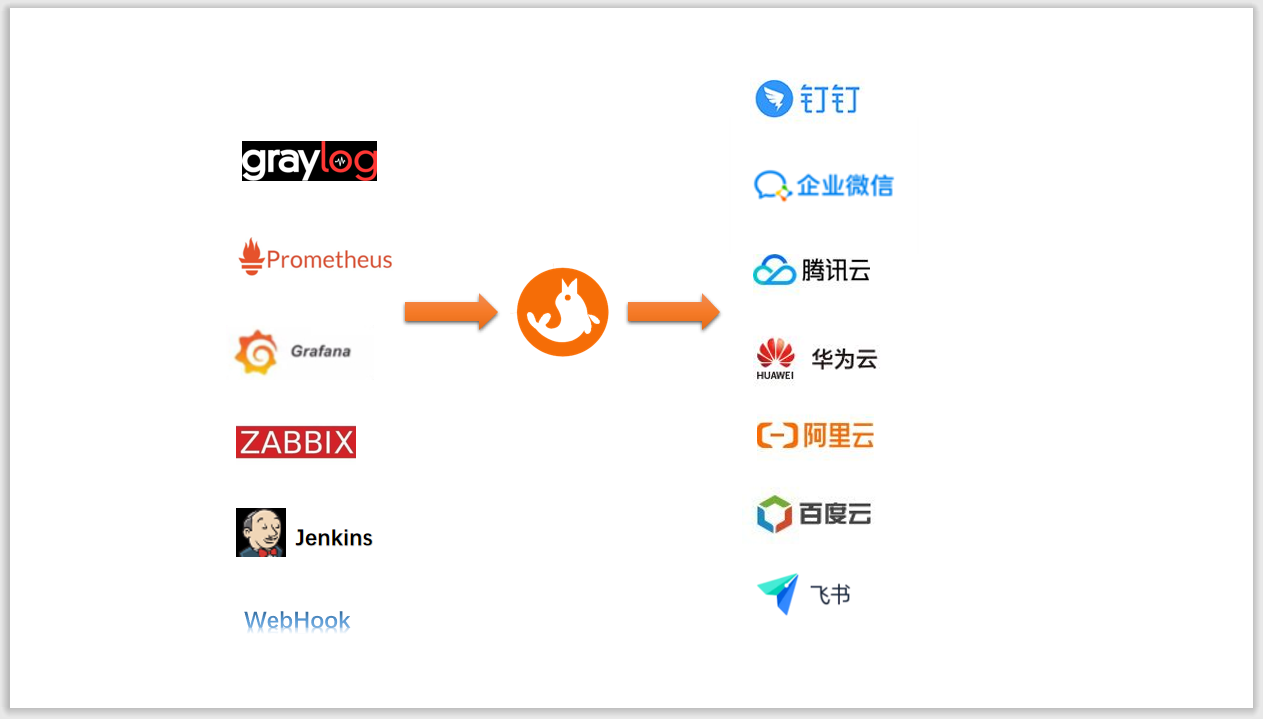 graylog
Prometheus
Grafana
ZABBIX
Jenkins
WebHook
钉钉
企业微信
腾讯云
HUAWEI 华为云
阿里云
百度云
飞书